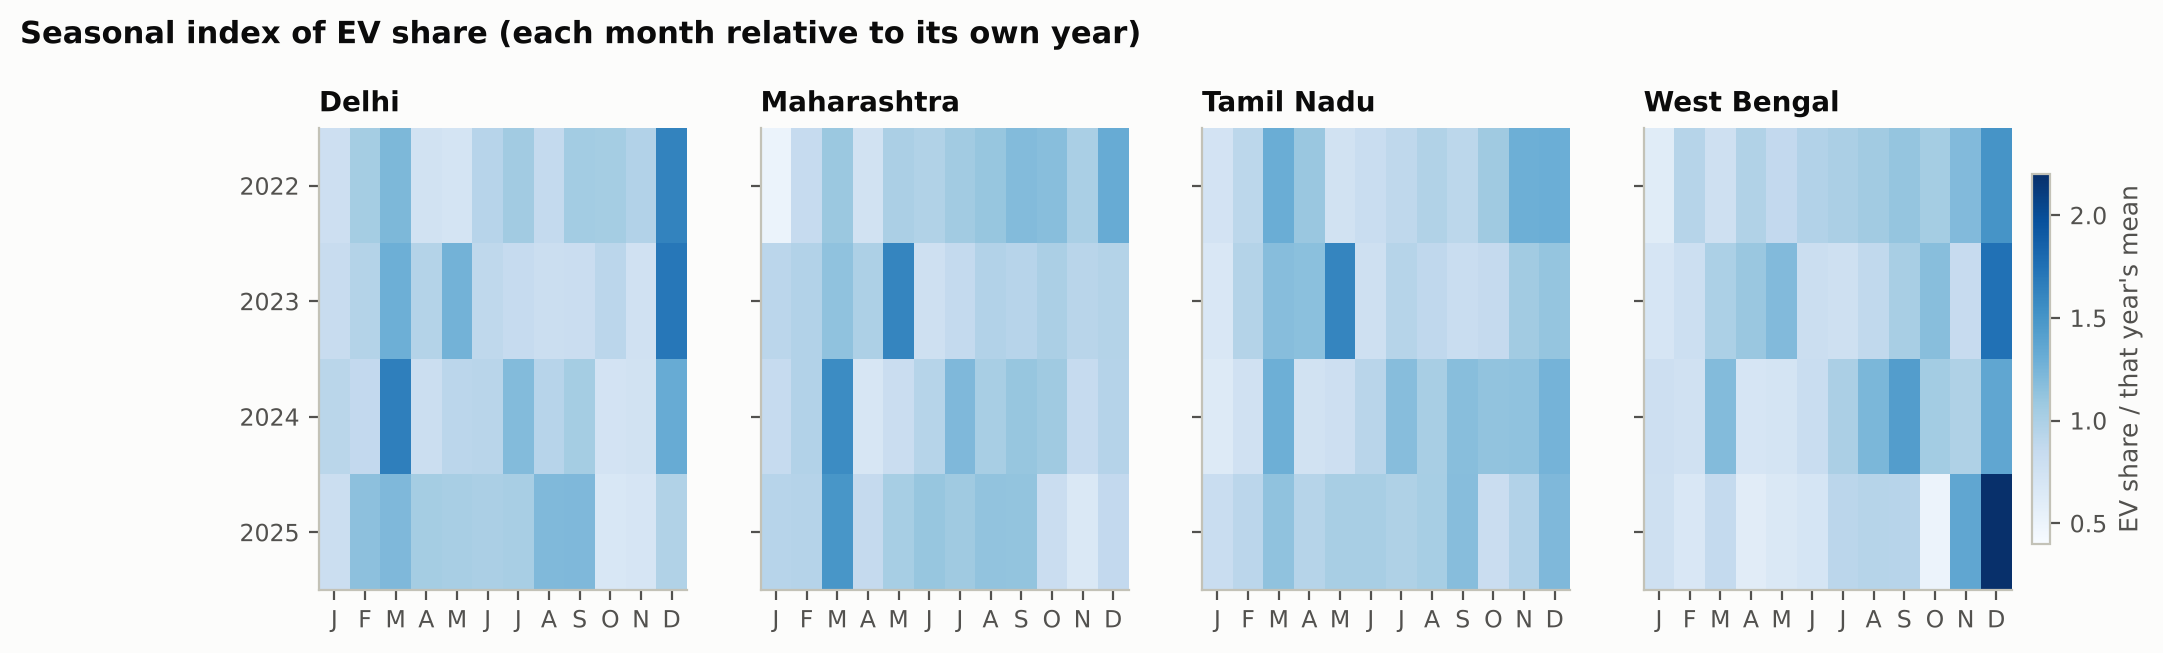 Seasonal index of EV share (each month relative to its own year)
Delhi
Maharashtra
Tamil Nadu
West Bengal
2022
2023
2024
2025
J F M A M J J A S O N D
J F M A M J J A S O N D
J F M A M J J A S O N D
J F M A M J J A S O N D
2.0
1.5
1.0
0.5
EV share / that year's mean